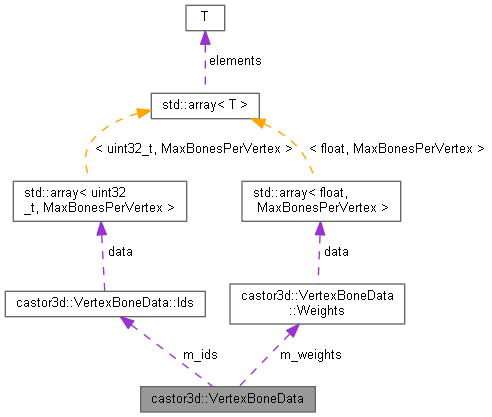 T
elements
std::array< T >
< uint32_t, MaxBonesPerVertex >
< float, MaxBonesPerVertex >
std::array< uint32
_t, MaxBonesPerVertex >
std::array< float,
MaxBonesPerVertex >
data
data
castor3d::VertexBoneData::Ids
castor3d::VertexBoneData
::Weights
m_ids
m_weights
castor3d::VertexBoneData